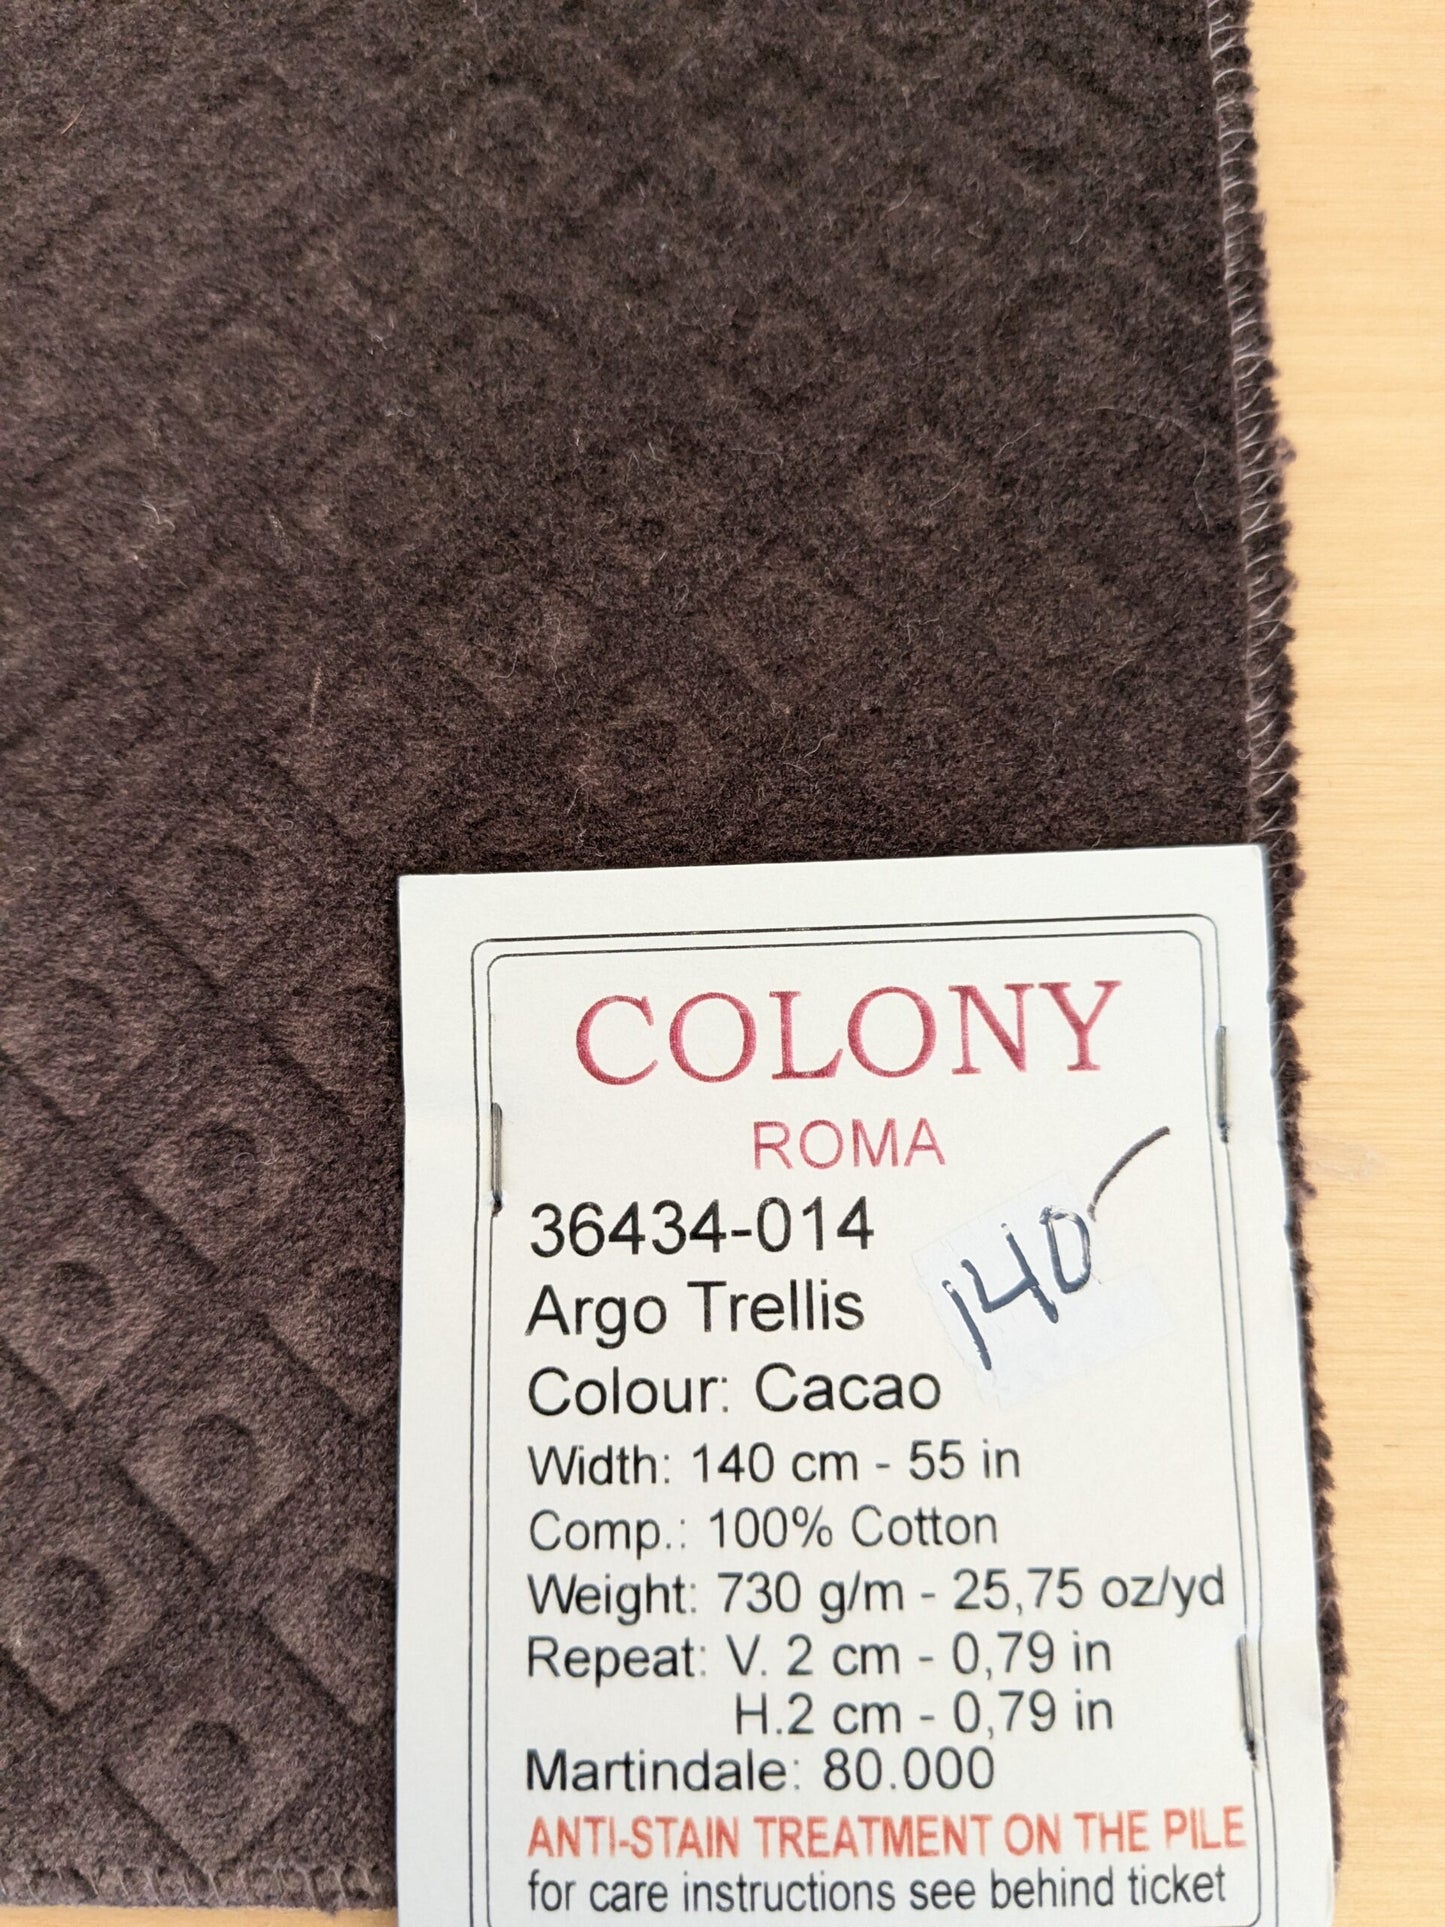 COLONY
ROMA
36434-014
140-
Argo Trellis
Colour: Cacao
Width: 140 cm - 55 in
Comp.: 100% Cotton
Weight: 730 g/m - 25,75 oz/yd
Repeat: V. 2 cm - 0,79 in
H.2 cm - 0,79 in
Martindale: 80.000
ANTI-STAIN TREATMENT ON THE PILE
for care instructions see behind ticket